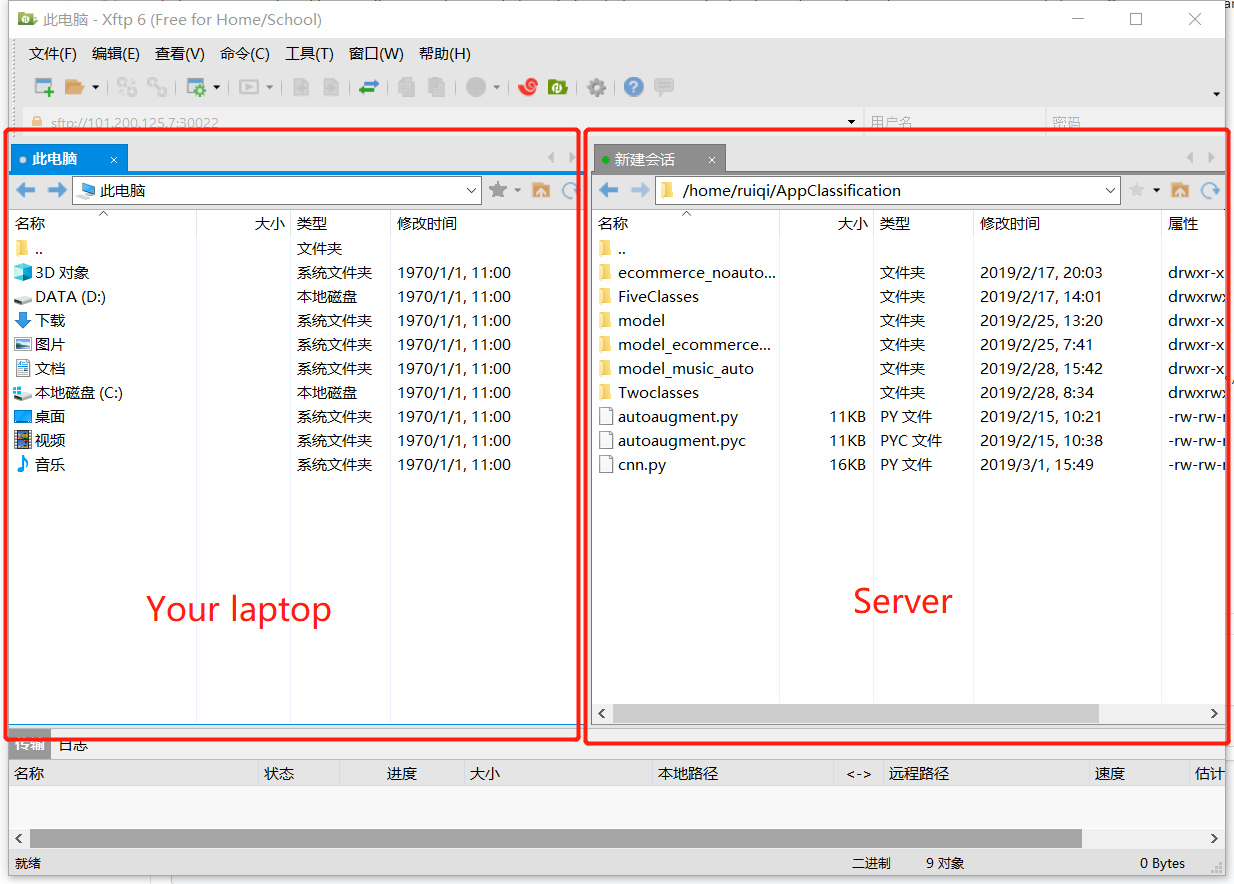 此电脑 - Xftp 6 (Free for Home/School)
文件(F) 编辑(E) 查看(V) 命令(C) 工具(T) 窗口(W) 帮助(H)
sftp://101.200.125.7:30022 用户名 密码
此电脑 × 新建会话 ×
此电脑 /home/ruiqi/AppClassification
名称 大小 类型 修改时间 名称 大小 类型 修改时间 属性
.. 文件夹 ..
3D 对象 系统文件夹 1970/1/1, 11:00 ecommerce_noauto... 文件夹 2019/2/17, 20:03 drwxr-x
DATA (D:) 本地磁盘 1970/1/1, 11:00 FiveClasses 文件夹 2019/2/17, 14:01 drwxrwx
下载 系统文件夹 1970/1/1, 11:00 model 文件夹 2019/2/25, 13:20 drwxr-x
图片 系统文件夹 1970/1/1, 11:00 model_ecommerce... 文件夹 2019/2/25, 7:41 drwxr-x
文档 系统文件夹 1970/1/1, 11:00 model_music_auto 文件夹 2019/2/28, 15:42 drwxr-x
本地磁盘 (C:) 本地磁盘 1970/1/1, 11:00 Twoclasses 文件夹 2019/2/28, 8:34 drwxrwx
桌面 系统文件夹 1970/1/1, 11:00 autoaugment.py 11KB PY 文件 2019/2/15, 10:21 -rw-rw-r
视频 系统文件夹 1970/1/1, 11:00 autoaugment.pyc 11KB PYC 文件 2019/2/15, 10:38 -rw-rw-r
音乐 系统文件夹 1970/1/1, 11:00 cnn.py 16KB PY 文件 2019/3/1, 15:49 -rw-rw-r
Your laptop Server
传输 日志
名称 状态 进度 大小 本地路径 <-> 远程路径 速度 估计
就绪 二进制 9 对象 0 Bytes